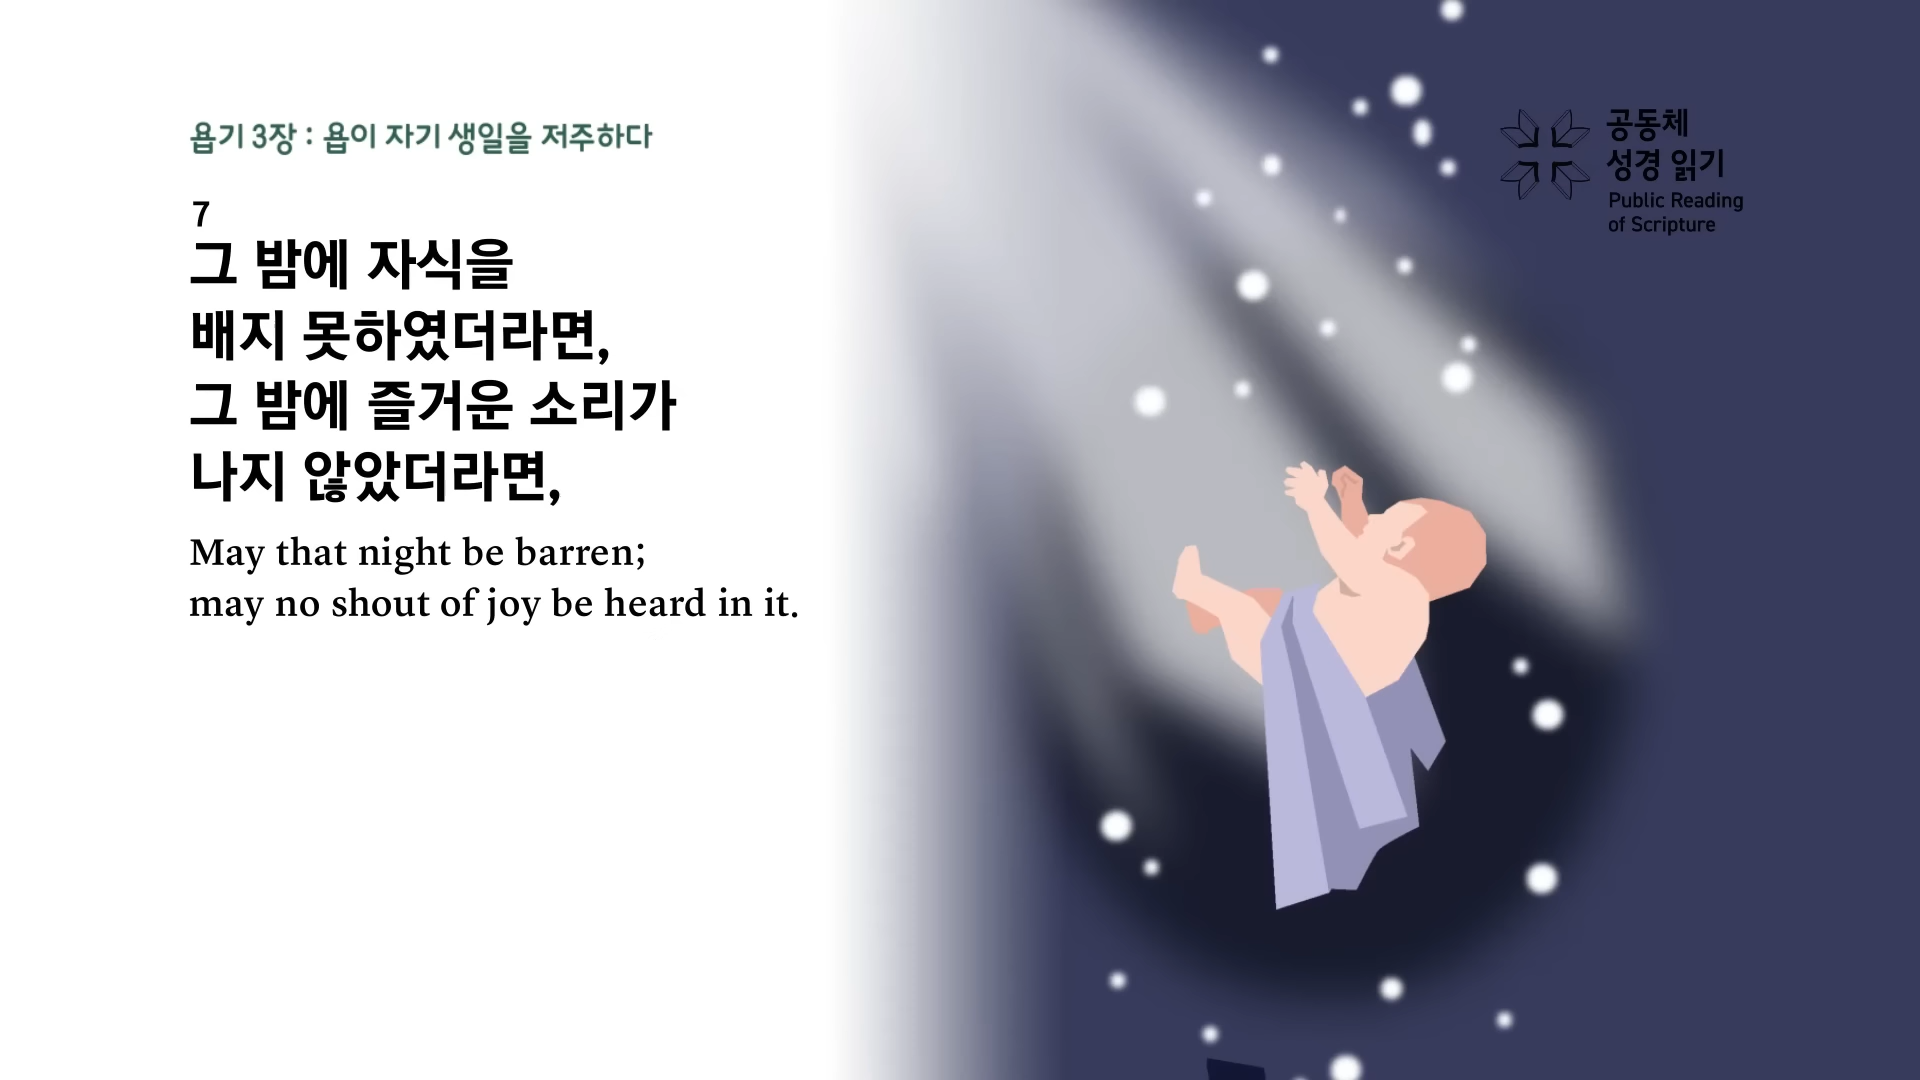 욥기 3장 : 욥이 자기 생일을 저주하다
7
그 밤에 자식을
배지 못하였더라면,
그 밤에 즐거운 소리가
나지 않았더라면,
May that night be barren;
may no shout of joy be heard in it.
공동체
성경 읽기
Public Reading
of Scripture